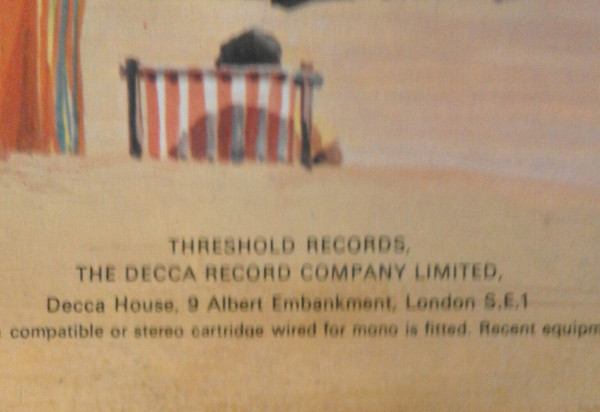 THRESHOLD RECORDS,
THE DECCA RECORD COMPANY LIMITED,
Decca House, 9 Albert Embankment, London S.E.1
compatible or stereo cartridge wired for mono is fitted. Recent